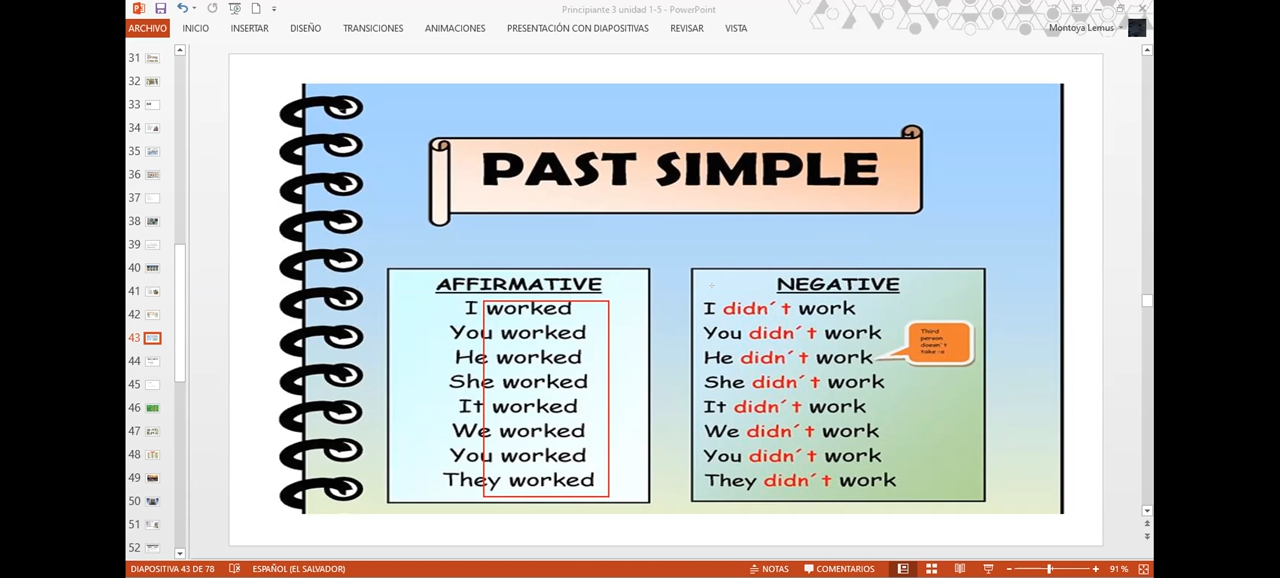 Principiante 3 unidad 1-5 - PowerPoint
ARCHIVO INICIO INSERTAR DISEÑO TRANSICIONES ANIMACIONES PRESENTACIÓN CON DIAPOSITIVAS REVISAR VISTA Montoya Lemus
31
32
33
34
35
36
37
38
39
40
41
42
43
44
45
46
47
48
49
50
51
52
PAST SIMPLE
AFFIRMATIVE
I worked
You worked
He worked
She worked
It worked
We worked
You worked
They worked
NEGATIVE
I didn´t work
You didn´t work
He didn´t work
She didn´t work
It didn´t work
We didn´t work
You didn´t work
They didn´t work
Third
person
doesn´t
take -s
DIAPOSITIVA 43 DE 78 ESPAÑOL (EL SALVADOR) NOTAS COMENTARIOS 91 %